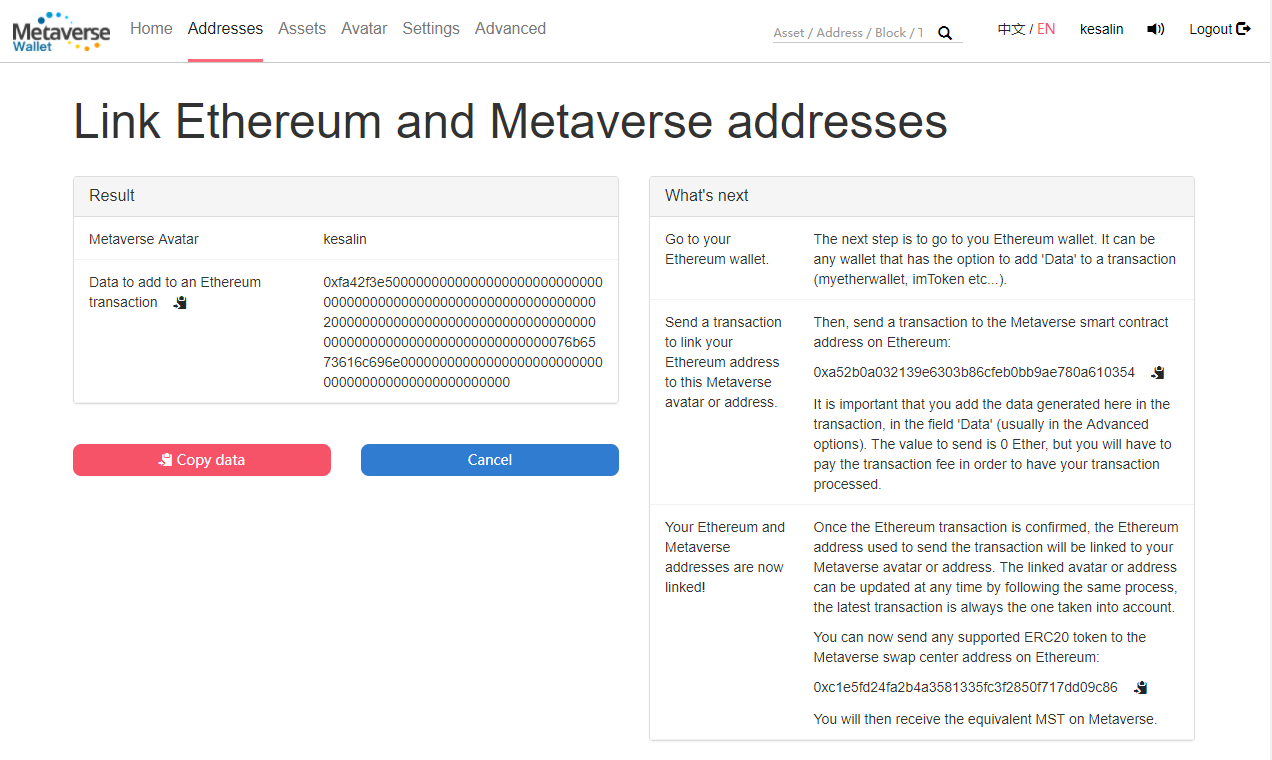 Metaverse
Wallet
Home
Addresses
Assets
Avatar
Settings
Advanced
Asset / Address / Block / T
中文 / EN
kesalin
Logout
Link Ethereum and Metaverse addresses
Result
Metaverse Avatar
kesalin
Data to add to an Ethereum
transaction
0xfa42f3e5000000000000000000000000000
00000000000000000000000000000000000
20000000000000000000000000000000000
00000000000000000000000000000076b65
73616c696e00000000000000000000000000
000000000000000000000000
Copy data
Cancel
What's next
Go to your
Ethereum wallet.
The next step is to go to you Ethereum wallet. It can be
any wallet that has the option to add 'Data' to a transaction
(myetherwallet, imToken etc...).
Send a transaction
to link your
Ethereum address
to this Metaverse
avatar or address.
Then, send a transaction to the Metaverse smart contract
address on Ethereum:
0xa52b0a032139e6303b86cfeb0bb9ae780a610354
It is important that you add the data generated here in the
transaction, in the field 'Data' (usually in the Advanced
options). The value to send is 0 Ether, but you will have to
pay the transaction fee in order to have your transaction
processed.
Your Ethereum and
Metaverse
addresses are now
linked!
Once the Ethereum transaction is confirmed, the Ethereum
address used to send the transaction will be linked to your
Metaverse avatar or address. The linked avatar or address
can be updated at any time by following the same process,
the latest transaction is always the one taken into account.
You can now send any supported ERC20 token to the
Metaverse swap center address on Ethereum:
0xc1e5fd24fa2b4a3581335fc3f2850f717dd09c86
You will then receive the equivalent MST on Metaverse.